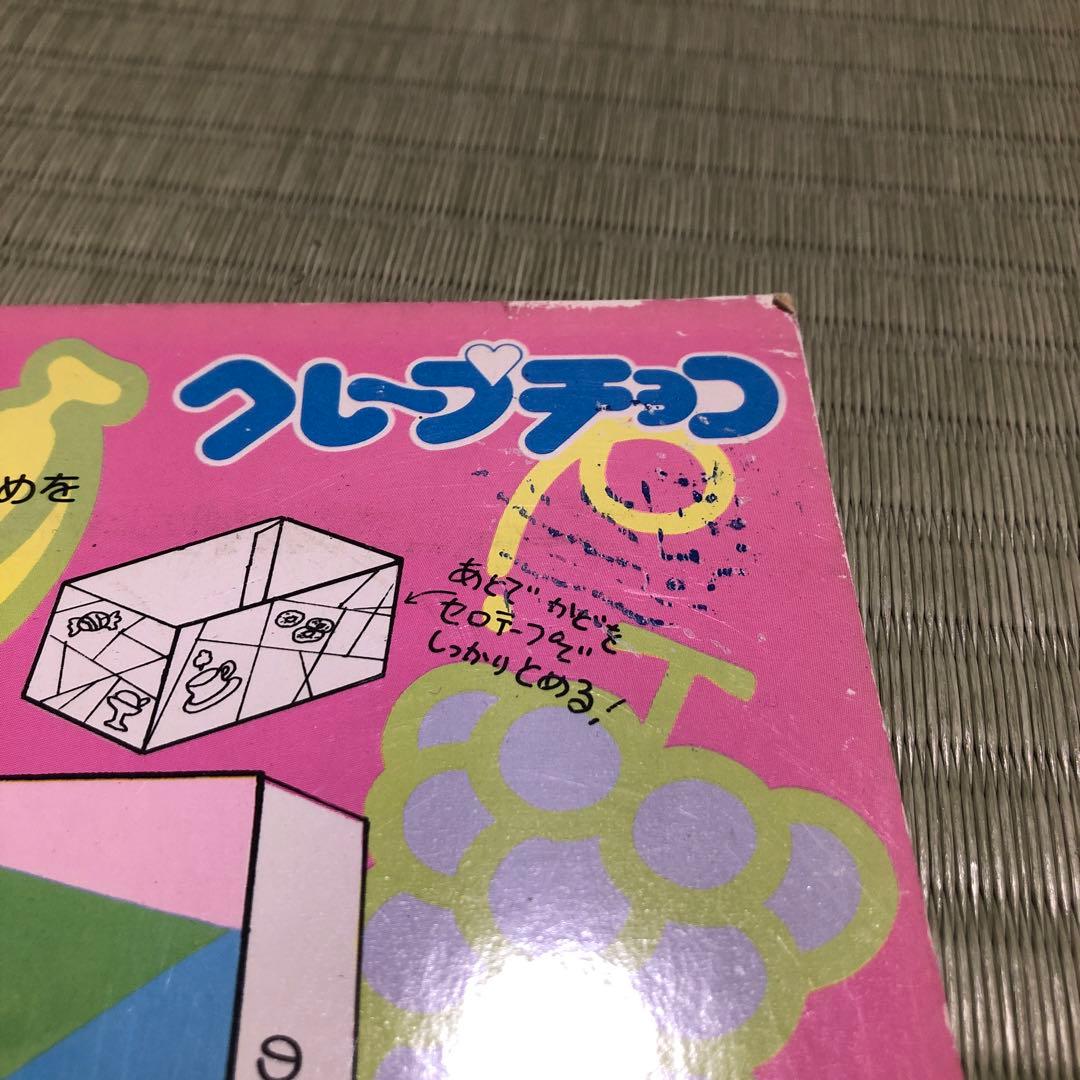 クレープチョコ
めを
あとで かどを
セロテープで
しっかりとめる!